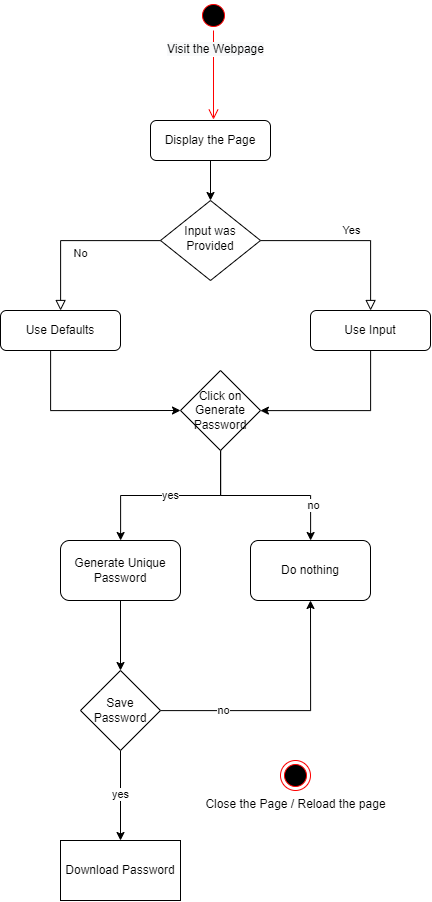 Visit the Webpage
Display the Page
Input was
Provided
Yes
No
Use Defaults
Use Input
Click on
Generate
Password
yes
no
Generate Unique
Password
Do nothing
Save
Password
no
yes
Close the Page / Reload the page
Download Password